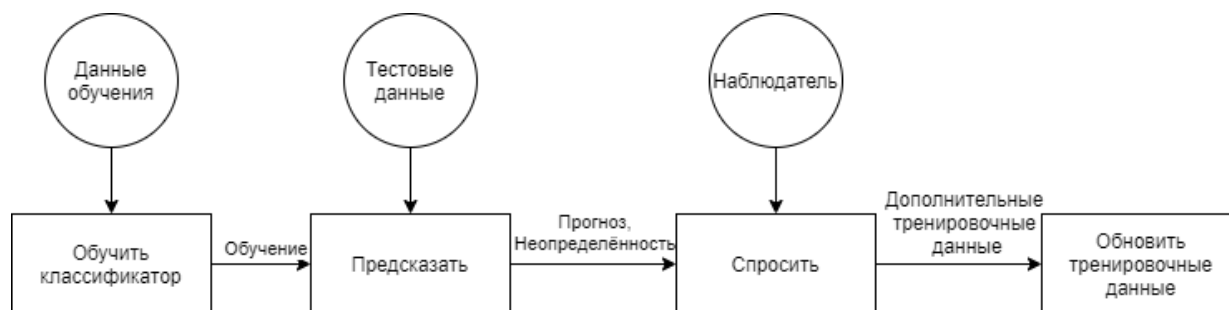 Данные
обучения
Тестовые
данные
Наблюдатель
Обучить
классификатор
Обучение
Предсказать
Прогноз,
Неопределённость
Спросить
Дополнительные
тренировочные
данные
Обновить
тренировочные
данные